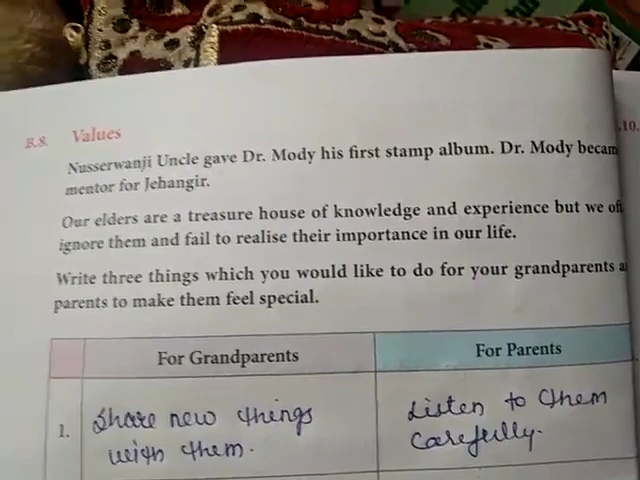 B.8. Values
Nusserwanji Uncle gave Dr. Mody his first stamp album. Dr. Mody becam
mentor for Jehangir.
Our elders are a treasure house of knowledge and experience but we of
ignore them and fail to realise their importance in our life.
Write three things which you would like to do for your grandparents a
parents to make them feel special.
For Grandparents
For Parents
1. Share new things
with them.
Listen to them
carefully.
.10.